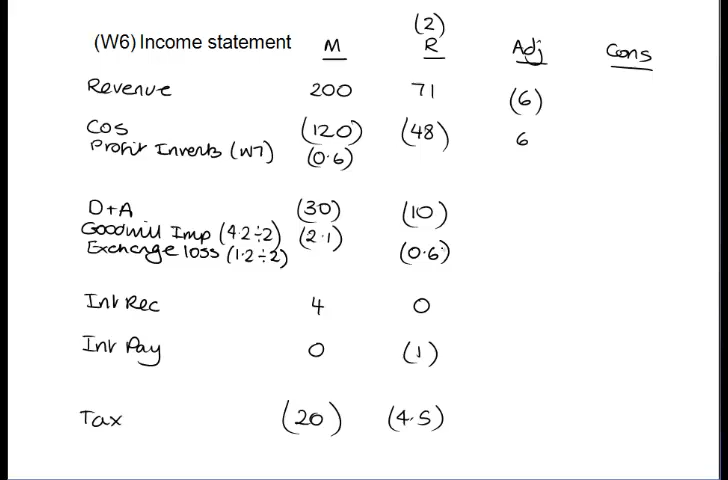 (2)
(W6) Income statement M R Adj Cons
Revenue 200 71 (6)
COS (120) (48) 6
Profit Invents (W7) (0.6)
D+A (30) (10)
Goodwill Imp (4.2÷2) (2.1)
Exchange loss (1.2÷2) (0.6)
Int Rec 4 0
Int Pay 0 (1)
Tax (20) (4.5)